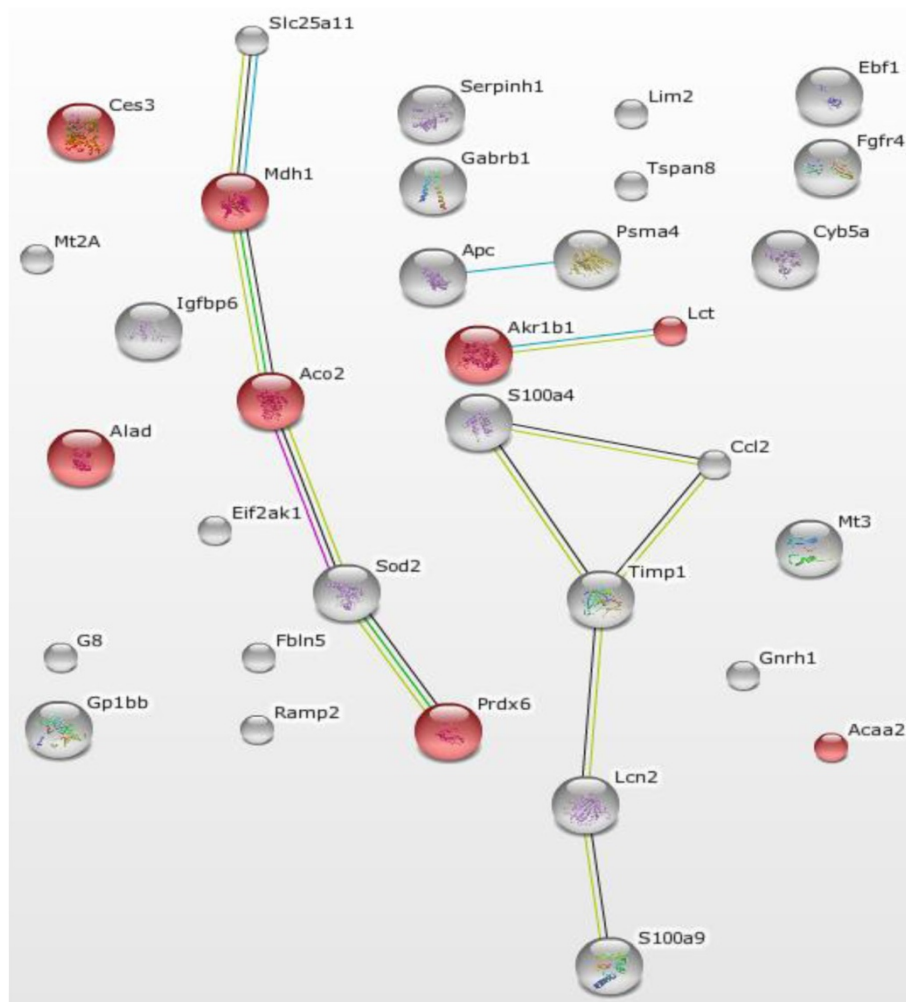 Slc25a11
Ces3
Serpinh1
Lim2
Ebf1
Mdh1
Gabrb1
Tspan8
Fgfr4
Mt2A
Apc
Psma4
Cyb5a
Igfbp6
Akr1b1
Lct
Aco2
S100a4
Alad
Ccl2
Eif2ak1
Mt3
Sod2
Timp1
G8
Fbln5
Gnrh1
Gp1bb
Ramp2
Prdx6
Acaa2
Lcn2
S100a9